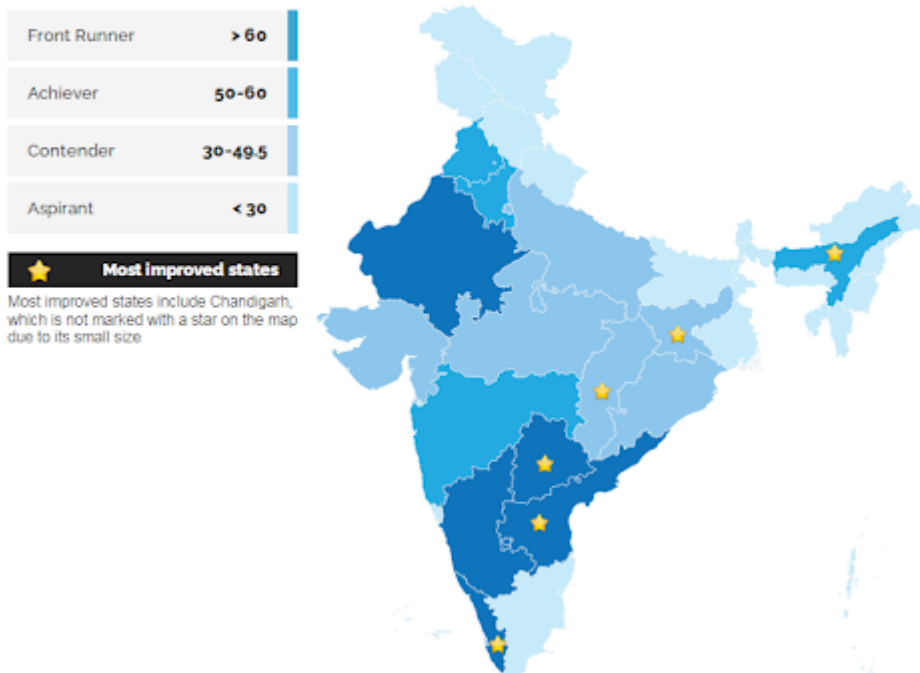 Front Runner > 60
Achiever 50-60
Contender 30-49.5
Aspirant < 30
Most improved states
Most improved states include Chandigarh,
which is not marked with a star on the map
due to its small size